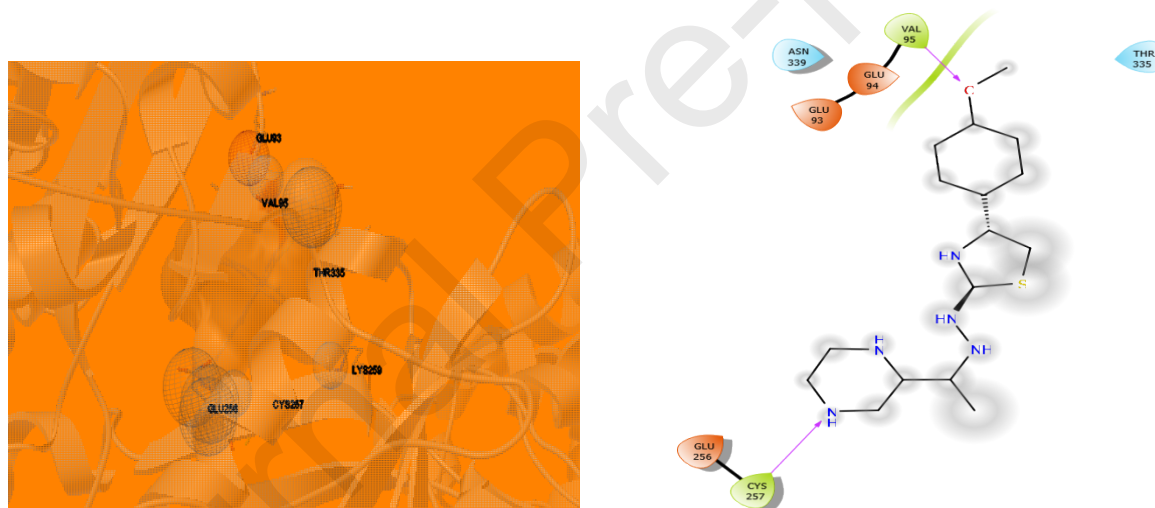 GLU93
VAL95
THR335
LYS259
CYS257
VAL
95
ASN
339
GLU
94
GLU
93
THR
335
C
HN
S
HN
NH
H
N
N
H
GLU
256
CYS
257